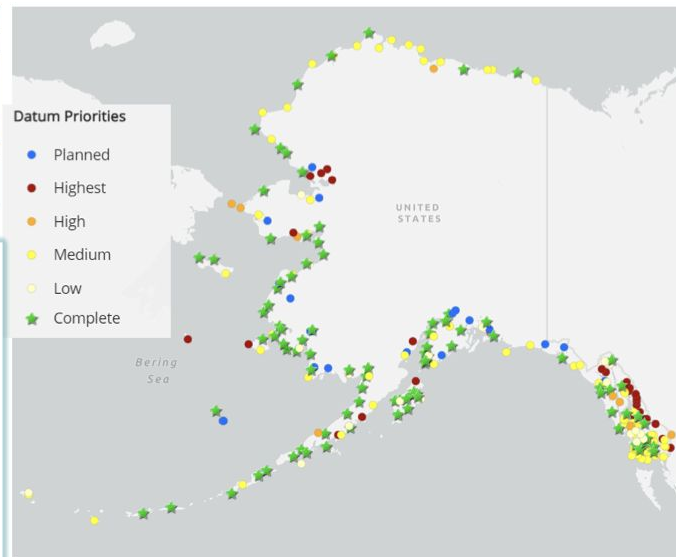 Datum Priorities
Planned
Highest
High
Medium
Low
Complete
UNITED
STATES
Bering
Sea